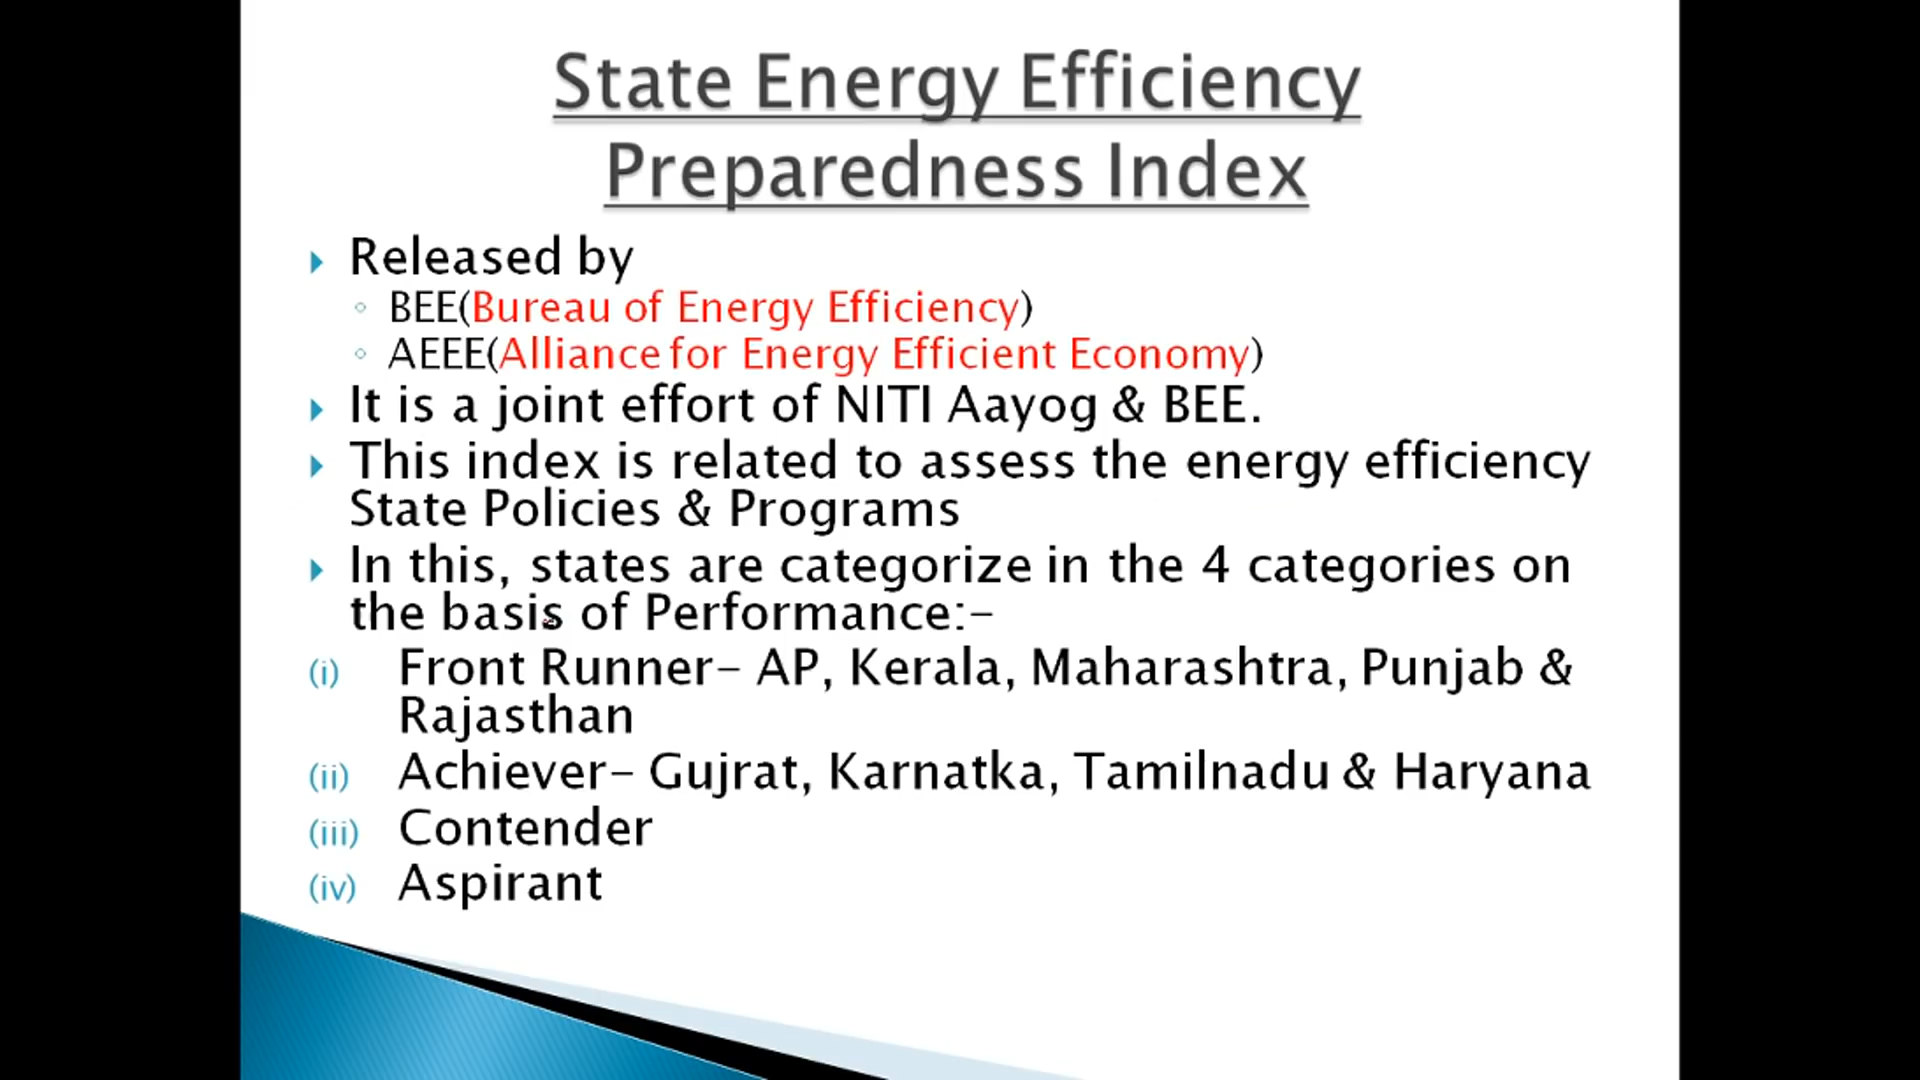 State Energy Efficiency
Preparedness Index
Released by
BEE(Bureau of Energy Efficiency)
AEEE(Alliance for Energy Efficient Economy)
It is a joint effort of NITI Aayog & BEE.
This index is related to assess the energy efficiency
State Policies & Programs
In this, states are categorize in the 4 categories on
the basis of Performance:-
(i) Front Runner- AP, Kerala, Maharashtra, Punjab &
Rajasthan
(ii) Achiever- Gujrat, Karnatka, Tamilnadu & Haryana
(iii) Contender
(iv) Aspirant